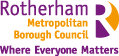 Rotherham
Metropolitan
Borough Council
Where Everyone Matters